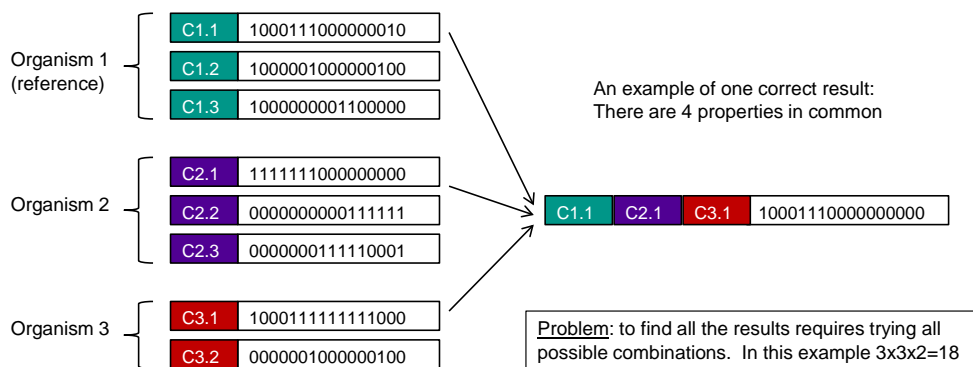 C1.1 1000111000000010
Organism 1
(reference)
C1.2 1000001000000100
C1.3 1000000001100000
An example of one correct result:
There are 4 properties in common
C2.1 1111111000000000
Organism 2
C2.2 0000000000111111
C2.3 0000000111110001
C1.1 C2.1 C3.1 10001110000000000
Organism 3
C3.1 1000111111111000
C3.2 0000001000000100
Problem: to find all the results requires trying all
possible combinations. In this example 3x3x2=18